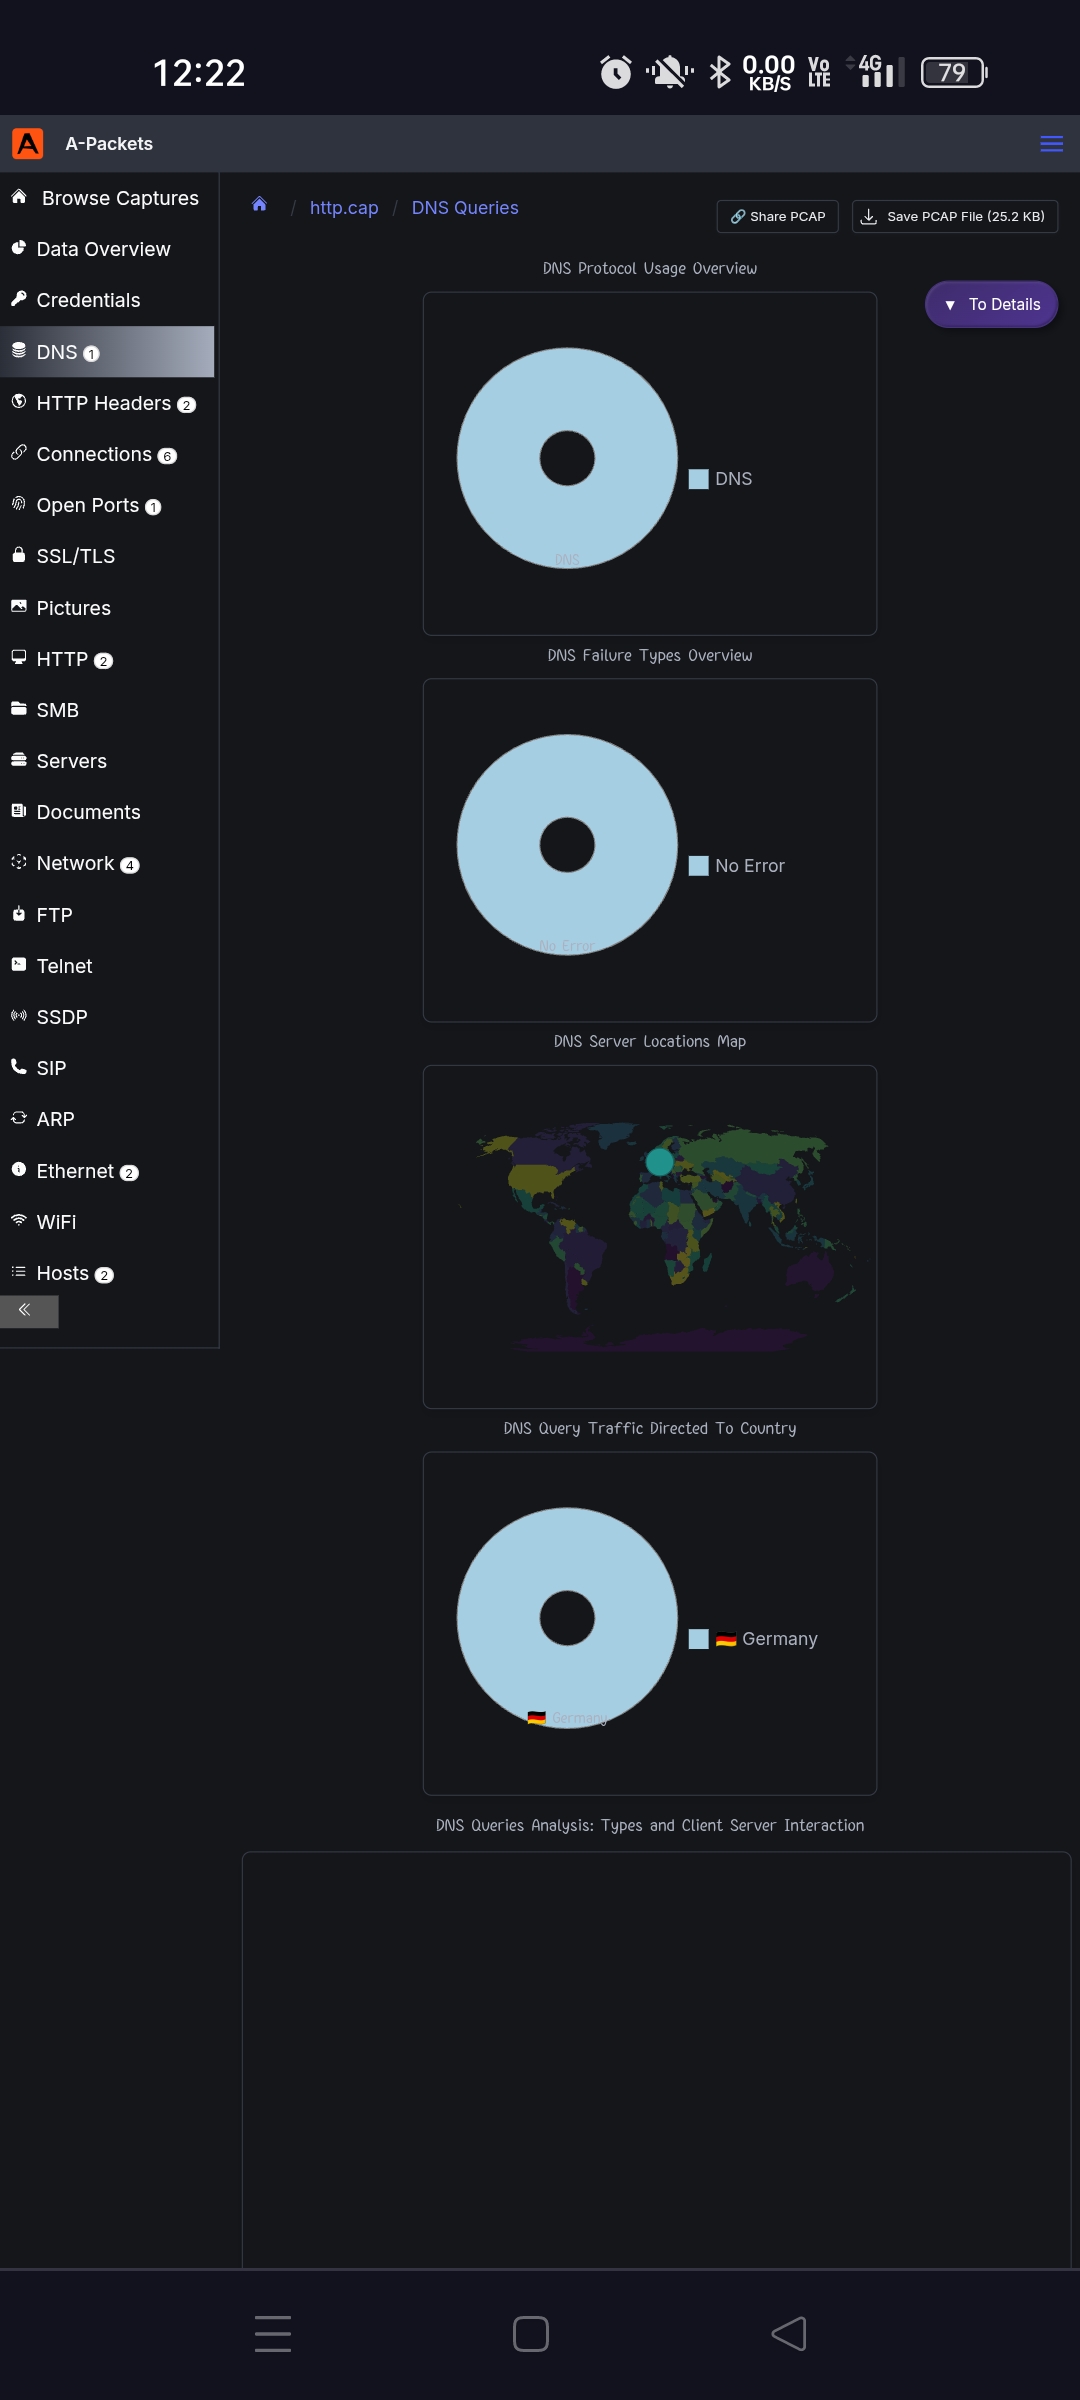 12:22
0.00 KB/S
Vo LTE
4G
79
A-Packets
Browse Captures
Data Overview
Credentials
DNS 1
HTTP Headers 2
Connections 6
Open Ports 1
SSL/TLS
Pictures
HTTP 2
SMB
Servers
Documents
Network 4
FTP
Telnet
SSDP
SIP
ARP
Ethernet 2
WiFi
Hosts 2
/ http.cap / DNS Queries
Share PCAP
Save PCAP File (25.2 KB)
DNS Protocol Usage Overview
▼ To Details
DNS
DNS
DNS Failure Types Overview
No Error
No Error
DNS Server Locations Map
DNS Query Traffic Directed To Country
🇩🇪 Germany
🇩🇪 Germany
DNS Queries Analysis: Types and Client Server Interaction